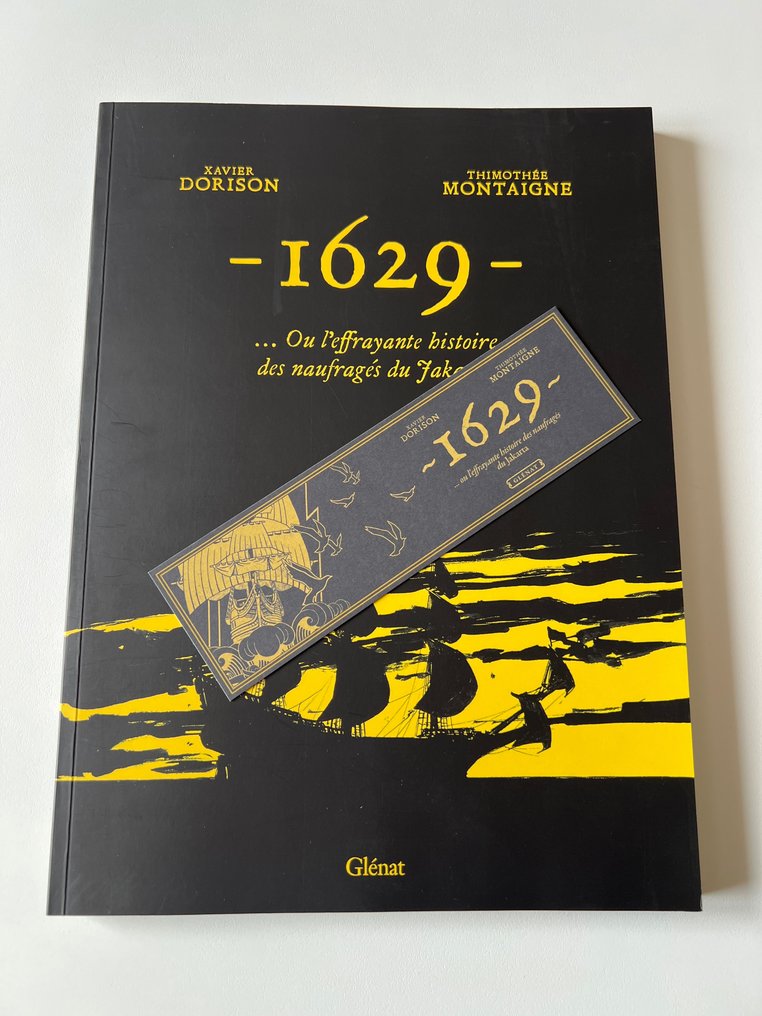 XAVIER
DORISON
THIMOTHÉE
MONTAIGNE
– 1629 –
... Ou l'effrayante histoire
des naufragés du
XAVIER
DORISON
THIMOTHÉE
MONTAIGNE
~ 1629 ~
... ou l'effrayante histoire des naufragés
du Jakarta
GLÉNAT
Glénat